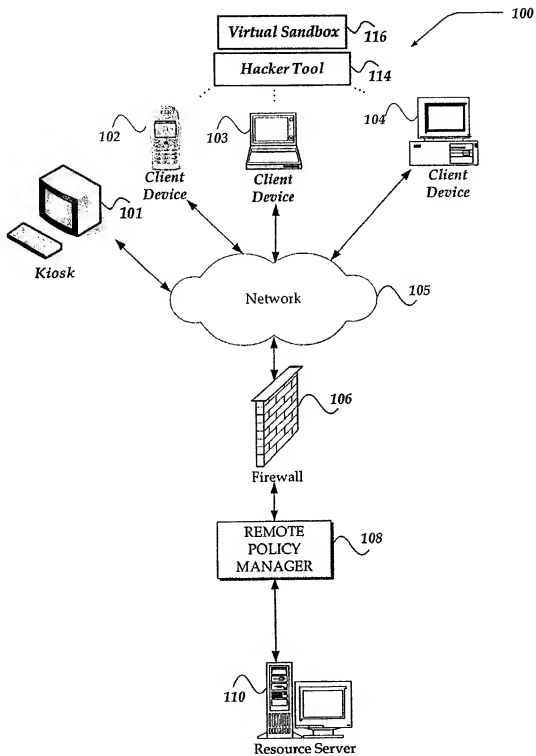 100
Virtual Sandbox
116
Hacker Tool
114
102
103
104
Client
Device
Client
Device
Client
Device
101
Kiosk
Network
105
106
Firewall
REMOTE
POLICY
MANAGER
108
110
Resource Server